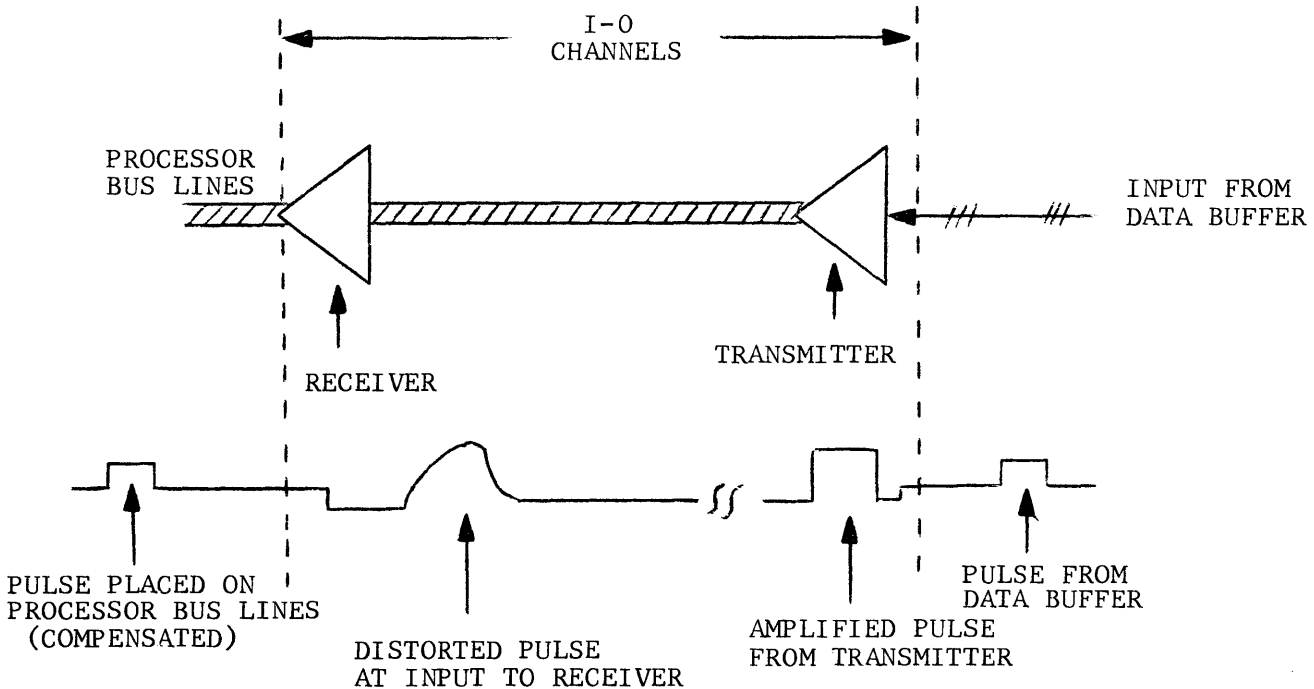 I-O
CHANNELS
PROCESSOR
BUS LINES
INPUT FROM
DATA BUFFER
TRANSMITTER
RECEIVER
PULSE PLACED ON
PROCESSOR BUS LINES
(COMPENSATED)
DISTORTED PULSE
AT INPUT TO RECEIVER
AMPLIFIED PULSE
FROM TRANSMITTER
PULSE FROM
DATA BUFFER